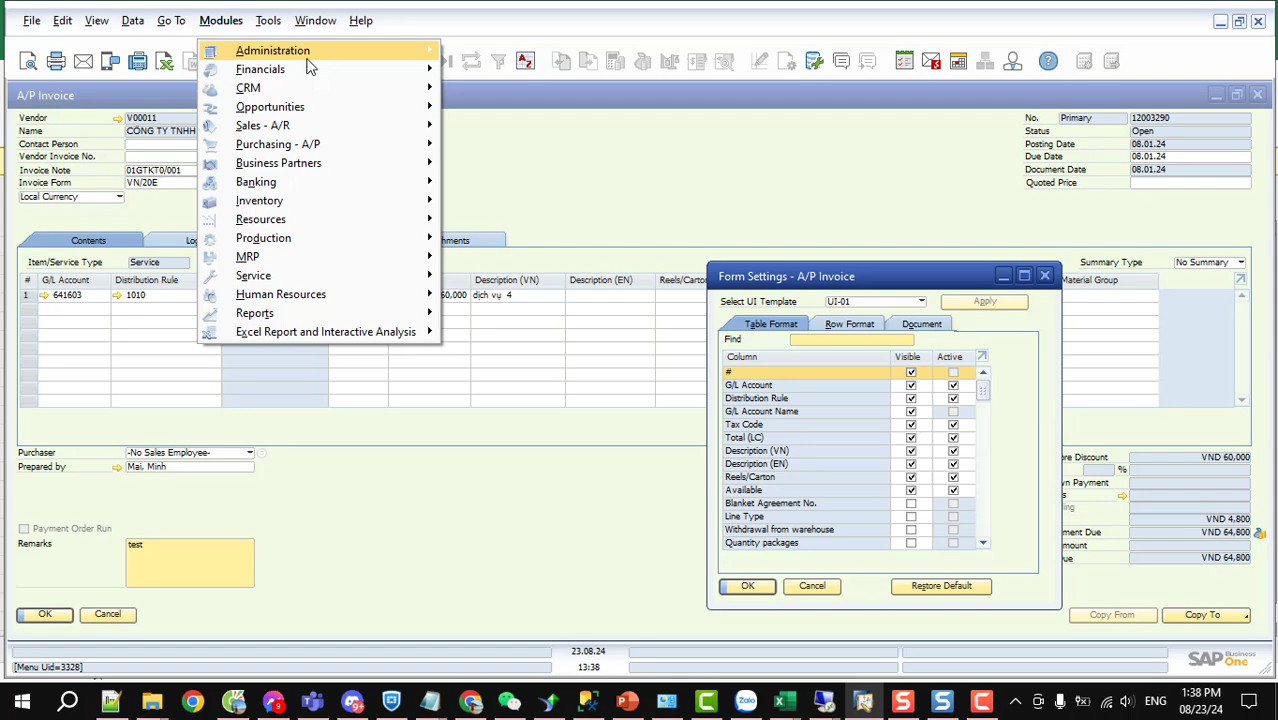 File Edit View Data Go To Modules Tools Window Help
A/P Invoice
Vendor V00011
Name CÔNG TY TNHH
Contact Person
Vendor Invoice No.
Invoice Note 01GTKT0/001
Invoice Form VN/20E
Local Currency
No. Primary 12003290
Status Open
Posting Date 08.01.24
Due Date 08.01.24
Document Date 08.01.24
Quoted Price
Administration
Financials
CRM
Opportunities
Sales - A/R
Purchasing - A/P
Business Partners
Banking
Inventory
Resources
Production
MRP
Service
Human Resources
Reports
Excel Report and Interactive Analysis
Contents
Item/Service Type Service
Summary Type No Summary
# G/L Account Distribution Rule Description (VN) Description (EN) Material Group
1 641603 1010 60,000 dịch vụ 4
Form Settings - A/P Invoice
Select UI Template UI-01 Apply
Table Format Row Format Document
Find
Column Visible Active
#
G/L Account
Distribution Rule
G/L Account Name
Tax Code
Total (LC)
Description (VN)
Description (EN)
Reels/Carton
Available
Blanket Agreement No.
Line Type
Withdrawal from warehouse
Quantity packages
OK Cancel Restore Default
Purchaser -No Sales Employee-
Prepared by Mai, Minh
Payment Order Run
Remarks test
Discount VND 60,000
%
Payment
VND 4,800
Due VND 64,800
VND 64,800
OK Cancel
Copy From Copy To
23.08.24
[Menu Uid=3328] 13:38
SAP Business One
ENG
1:38 PM
08/23/24